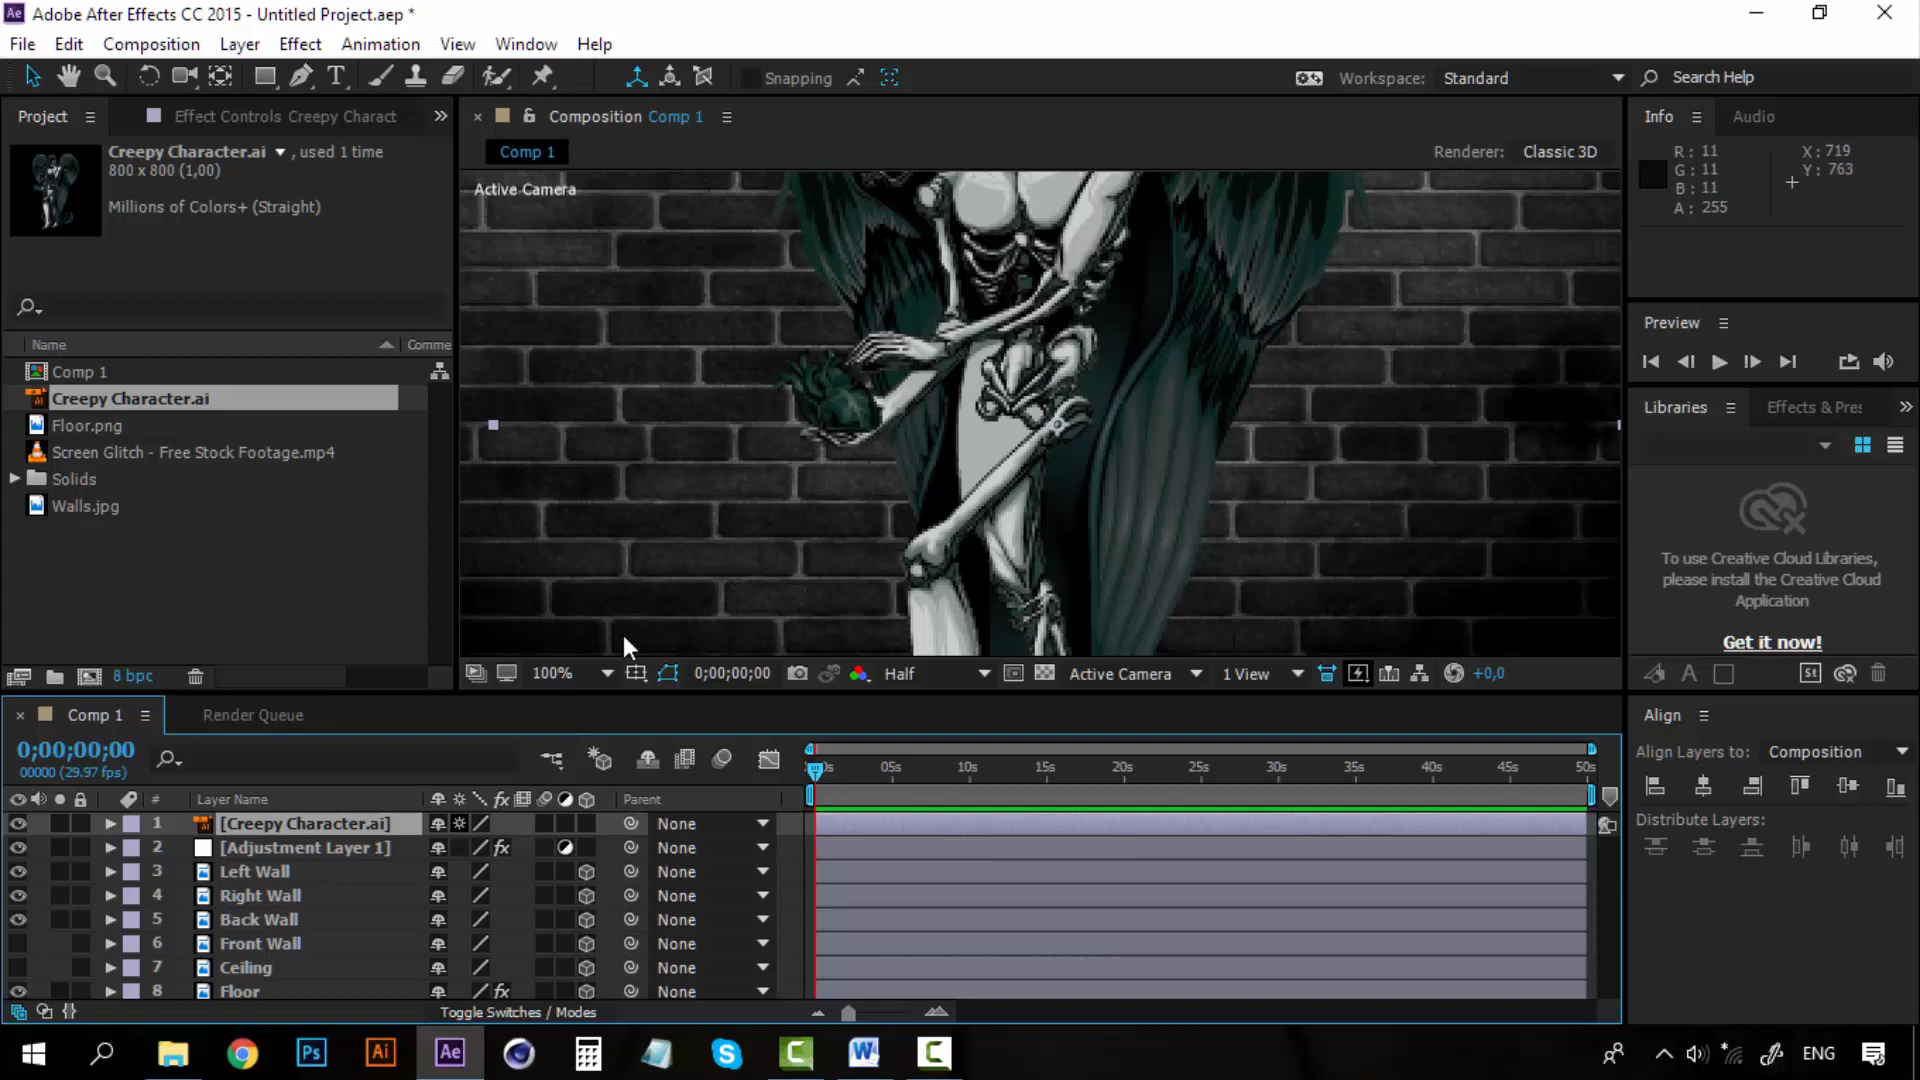 Adobe After Effects CC 2015 - Untitled Project.aep *
File Edit Composition Layer Effect Animation View Window Help
Snapping
Workspace: Standard
Search Help
Project
Effect Controls Creepy Charact
Creepy Character.ai , used 1 time
800 x 800 (1,00)
Millions of Colors+ (Straight)
Name
Comme
Comp 1
Creepy Character.ai
Floor.png
Screen Glitch - Free Stock Footage.mp4
Solids
Walls.jpg
8 bpc
Composition Comp 1
Comp 1
Renderer: Classic 3D
Active Camera
100%
0;00;00;00
Half
Active Camera
1 View
+0,0
Info
Audio
R: 11
G: 11
B: 11
A: 255
X: 719
Y: 763
Preview
Libraries
Effects & Pres
To use Creative Cloud Libraries,
please install the Creative Cloud
Application
Get it now!
St
Align
Align Layers to: Composition
Distribute Layers:
Comp 1
Render Queue
0;00;00;00
00000 (29.97 fps)
0s 05s 10s 15s 20s 25s 30s 35s 40s 45s 50s
# Layer Name
fx
Parent
1 [Creepy Character.ai] None
2 [Adjustment Layer 1] fx None
3 Left Wall None
4 Right Wall None
5 Back Wall None
6 Front Wall None
7 Ceiling None
8 Floor fx None
Toggle Switches / Modes
Ps Ai Ae
ENG